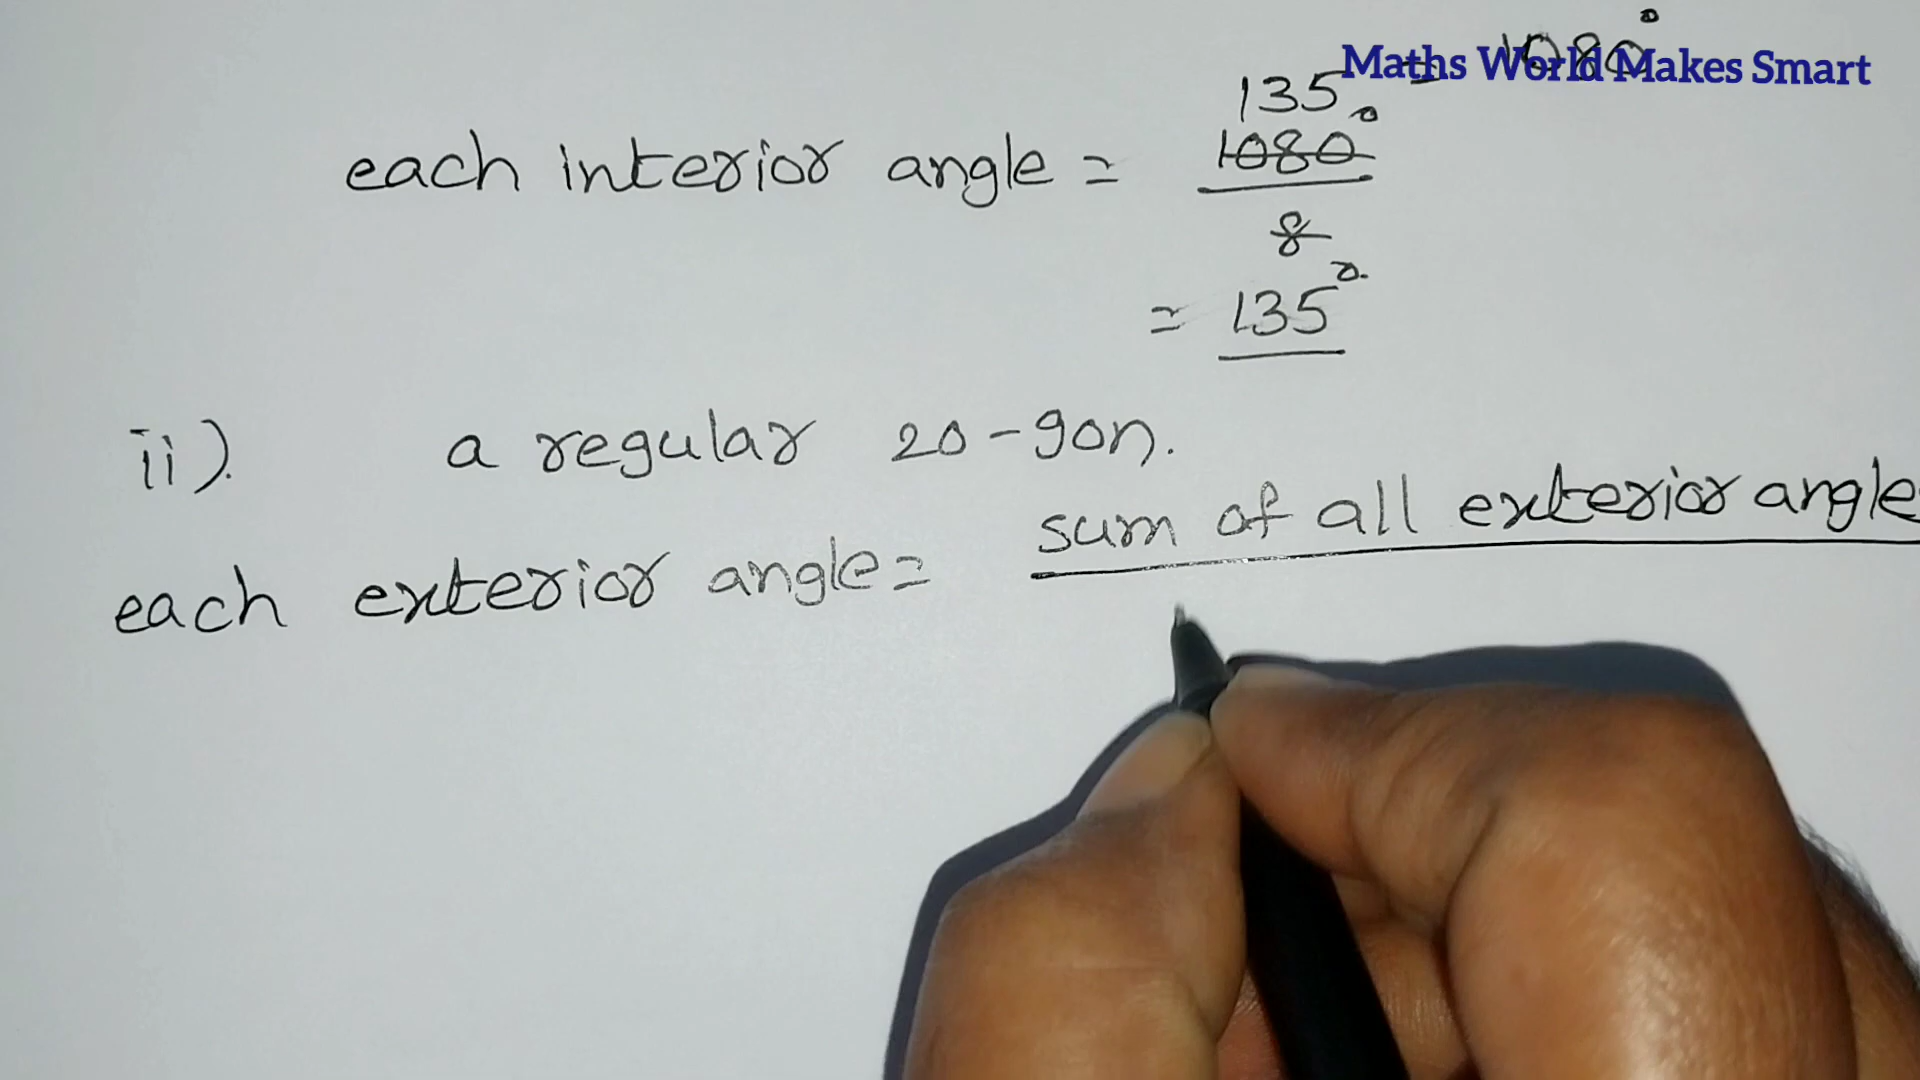 = 1080°
Maths World Makes Smart
135
each interior angle = 1080°
8
= 135°
ii). a regular 20-gon.
sum of all exterior angle
each exterior angle =